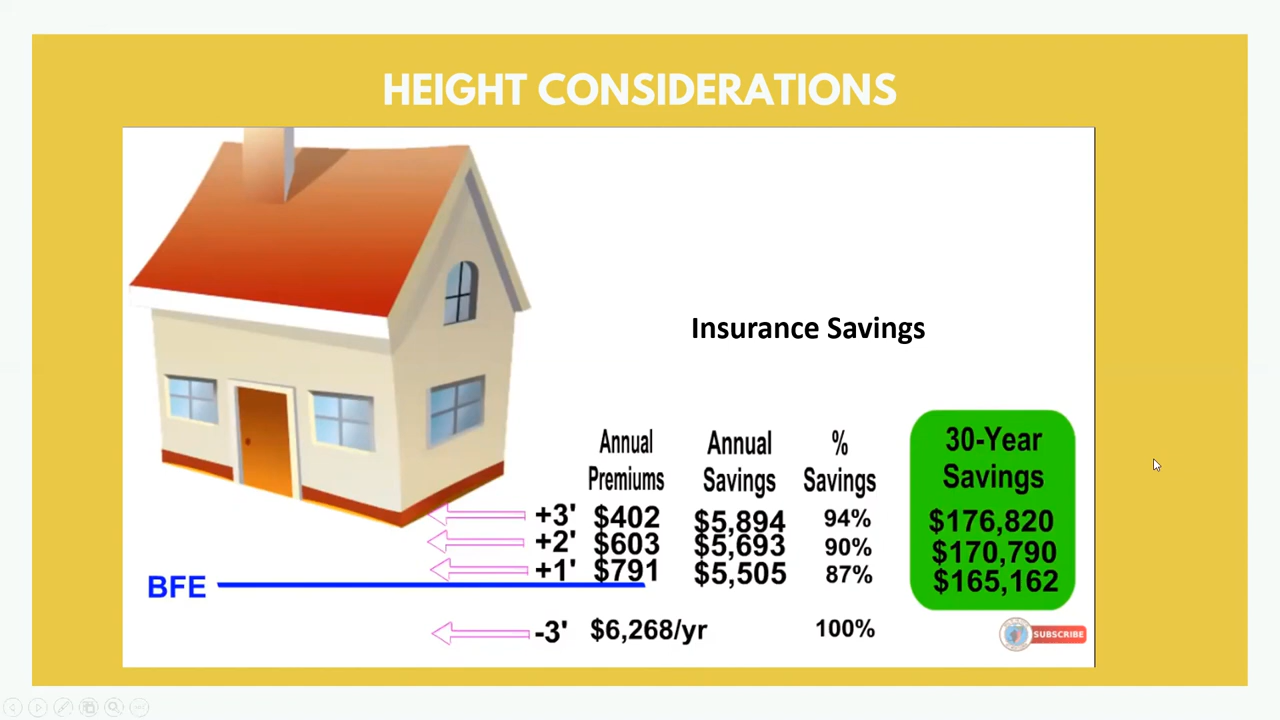 HEIGHT CONSIDERATIONS
Insurance Savings
Annual Premiums
Annual Savings
% Savings
30-Year Savings
+3' $402 $5,894 94% $176,820
+2' $603 $5,693 90% $170,790
+1' $791 $5,505 87% $165,162
BFE
-3' $6,268/yr 100%
SUBSCRIBE